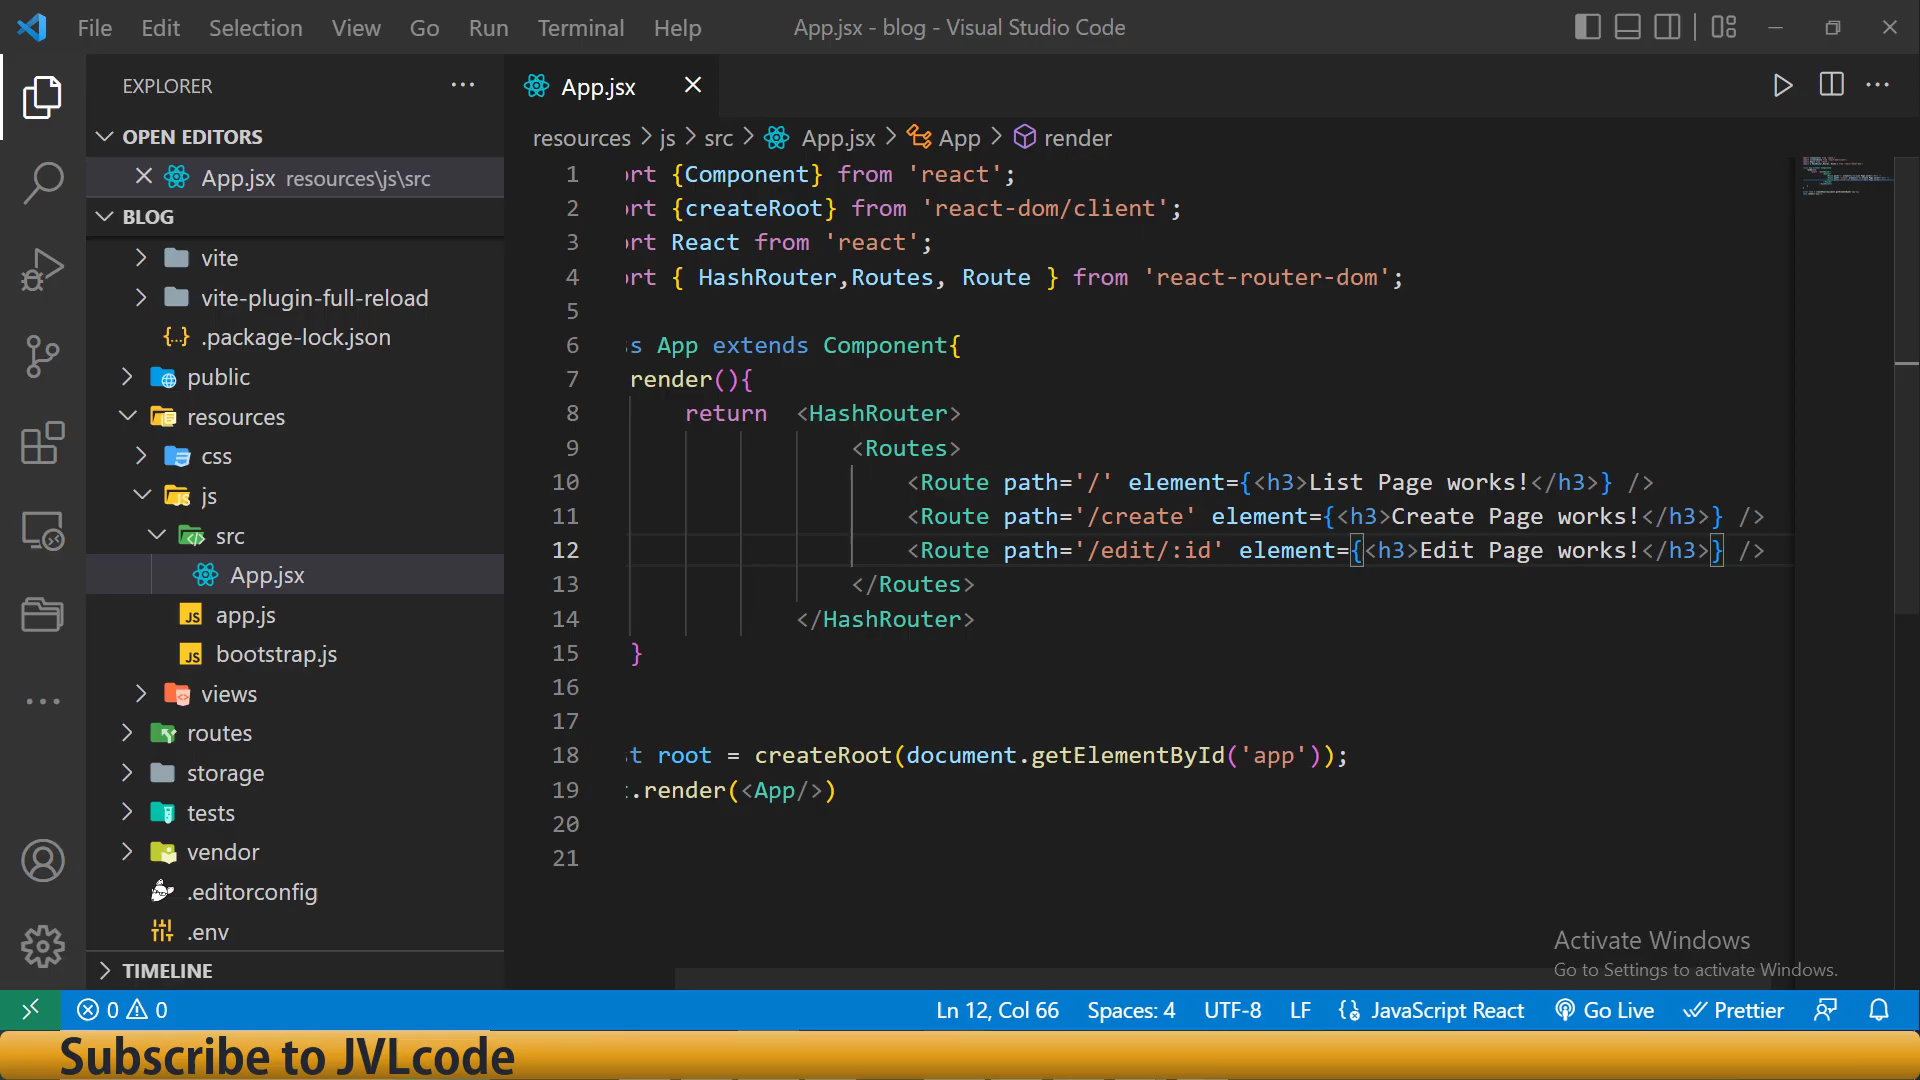 File Edit Selection View Go Run Terminal Help App.jsx - blog - Visual Studio Code
EXPLORER
App.jsx
OPEN EDITORS
App.jsx resources\js\src
BLOG
vite
vite-plugin-full-reload
.package-lock.json
public
resources
css
js
src
App.jsx
app.js
bootstrap.js
views
routes
storage
tests
vendor
.editorconfig
.env
TIMELINE
resources > js > src > App.jsx > App > render
1 ort {Component} from 'react';
2 ort {createRoot} from 'react-dom/client';
3 ort React from 'react';
4 ort { HashRouter,Routes, Route } from 'react-router-dom';
5
6 s App extends Component{
7 render(){
8 return <HashRouter>
9 <Routes>
10 <Route path='/' element={<h3>List Page works!</h3>} />
11 <Route path='/create' element={<h3>Create Page works!</h3>} />
12 <Route path='/edit/:id' element={<h3>Edit Page works!</h3>} />
13 </Routes>
14 </HashRouter>
15 }
16
17
18 t root = createRoot(document.getElementById('app'));
19 .render(<App/>)
20
21
Activate Windows
Go to Settings to activate Windows.
0 0 Ln 12, Col 66 Spaces: 4 UTF-8 LF JavaScript React Go Live Prettier
Subscribe to JVLcode